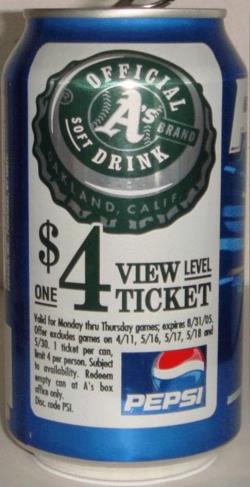 OFFICIAL
A's
BRAND
SOFT
DRINK
OAKLAND, CALIF.
$4
VIEW LEVEL
ONE
TICKET
Valid for Monday thru Thursday games; expires 8/31/05.
Offer excludes games on 4/11, 5/16, 5/17, 5/18 and
5/30. 1 ticket per can,
limit 4 per person. Subject
to availability. Redeem
empty can at A's box
office only.
Disc. code PSI.
PEPSI